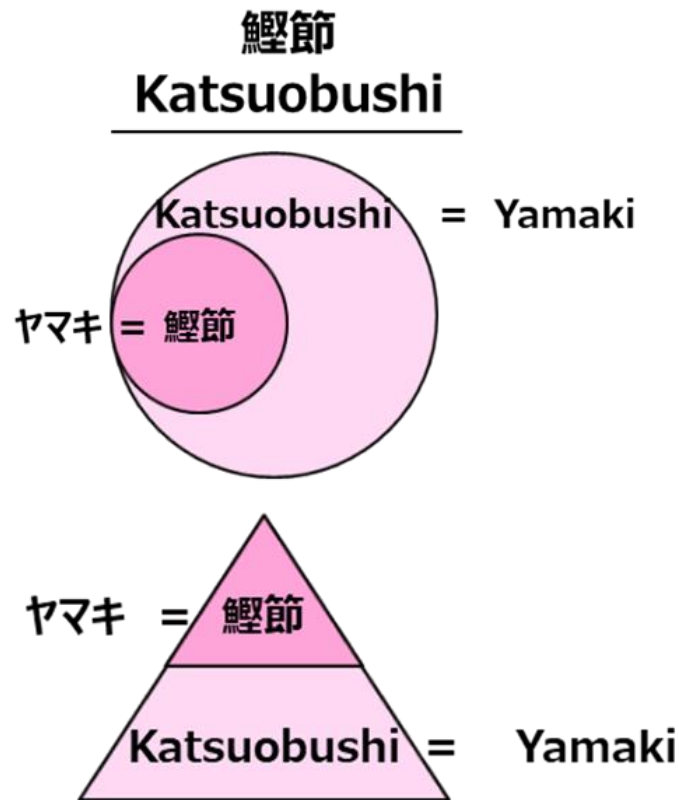 鰹節
Katsuobushi
Katsuobushi = Yamaki
ヤマキ = 鰹節
ヤマキ = 鰹節
Katsuobushi = Yamaki